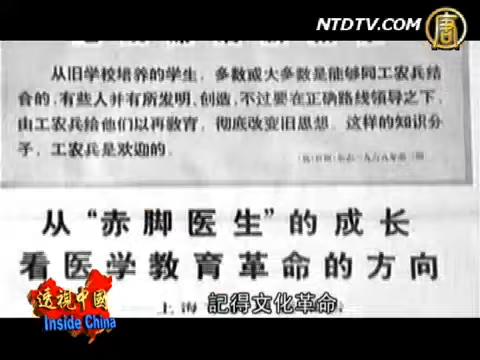 NTDTV.COM
唐
从旧学校培养的学生，多数或大多数是能够同工农兵结
合的，有些人并有所发明、创造，不过要在正确路线领导之下，
由工农兵给他们以再教育，彻底改变旧思想。这样的知识分
子，工农兵是欢迎的。
从“赤脚医生”的成长
看医学教育革命的方向
上海
透視中國
Inside China
記得文化革命